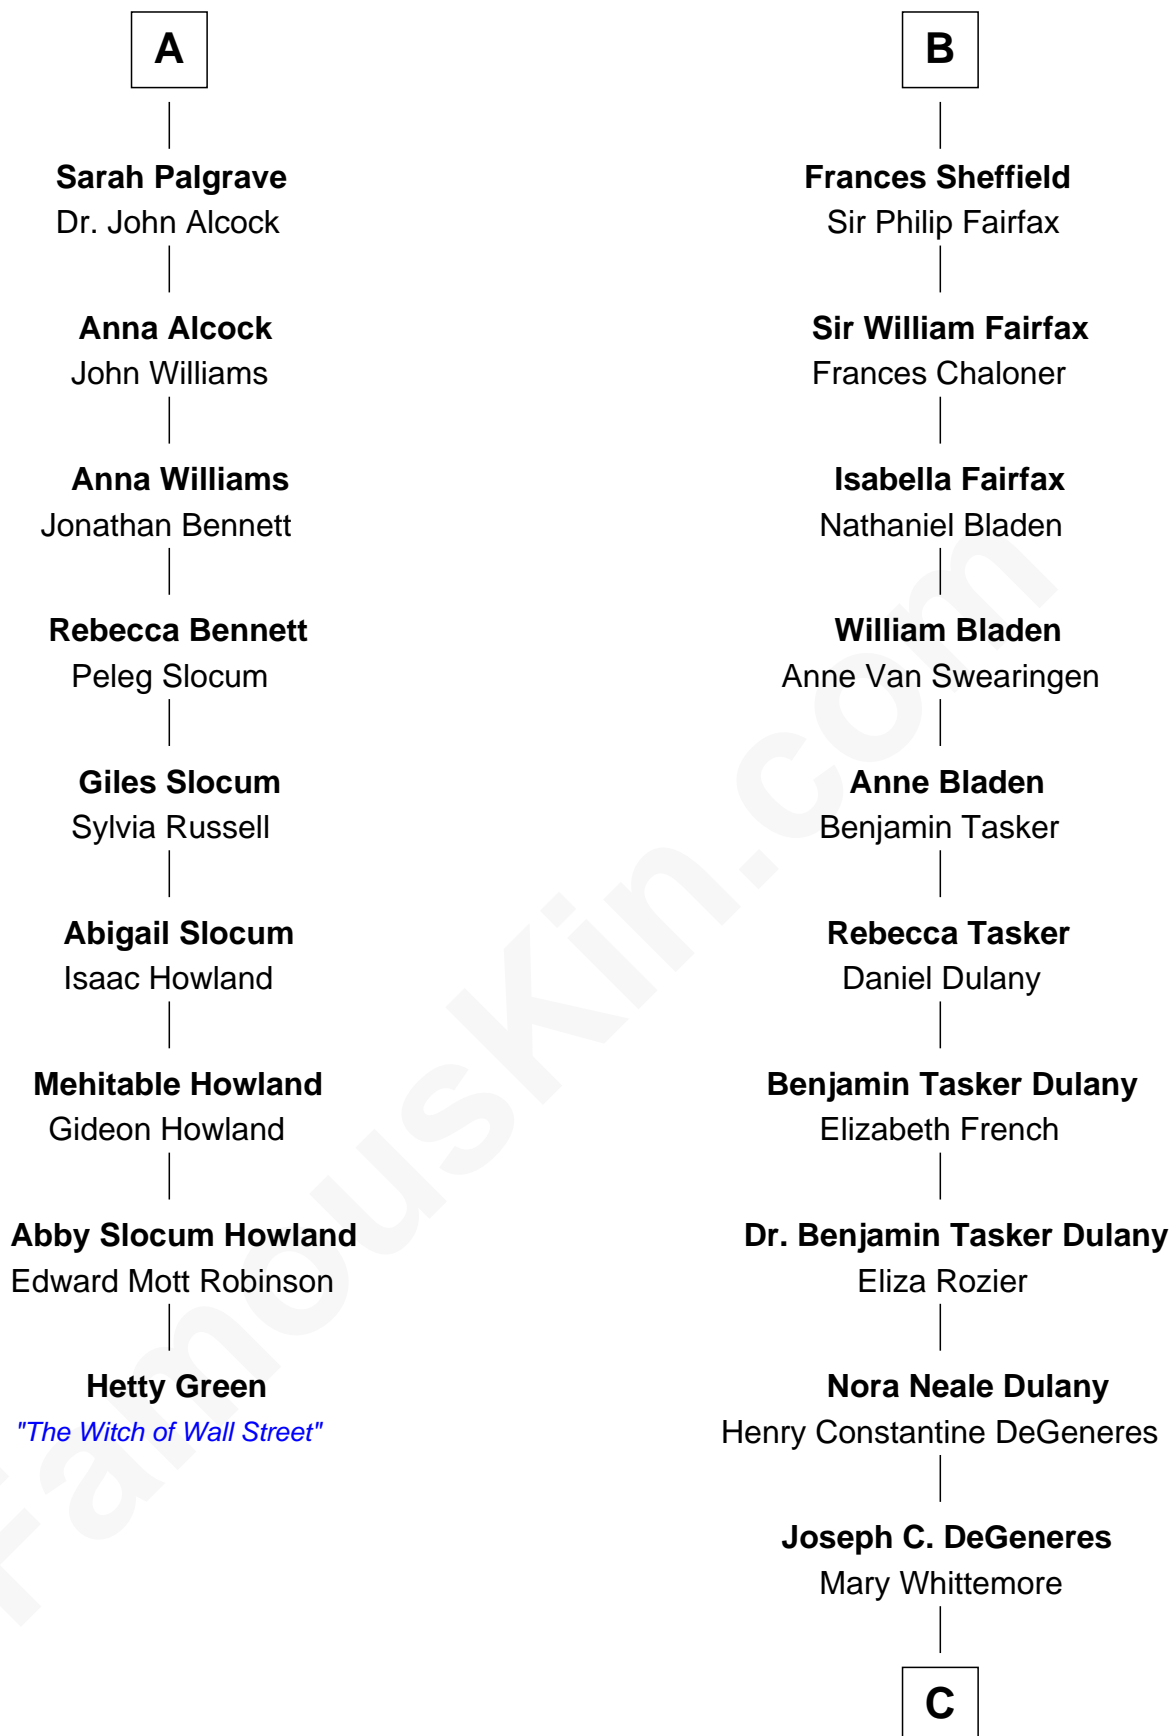 A
Sarah Palgrave
Dr. John Alcock
Anna Alcock
John Williams
Anna Williams
Jonathan Bennett
Rebecca Bennett
Peleg Slocum
Giles Slocum
Sylvia Russell
Abigail Slocum
Isaac Howland
Mehitable Howland
Gideon Howland
Abby Slocum Howland
Edward Mott Robinson
Hetty Green
"The Witch of Wall Street"
B
Frances Sheffield
Sir Philip Fairfax
Sir William Fairfax
Frances Chaloner
Isabella Fairfax
Nathaniel Bladen
William Bladen
Anne Van Swearingen
Anne Bladen
Benjamin Tasker
Rebecca Tasker
Daniel Dulany
Benjamin Tasker Dulany
Elizabeth French
Dr. Benjamin Tasker Dulany
Eliza Rozier
Nora Neale Dulany
Henry Constantine DeGeneres
Joseph C. DeGeneres
Mary Whittemore
C
FamousKin.com